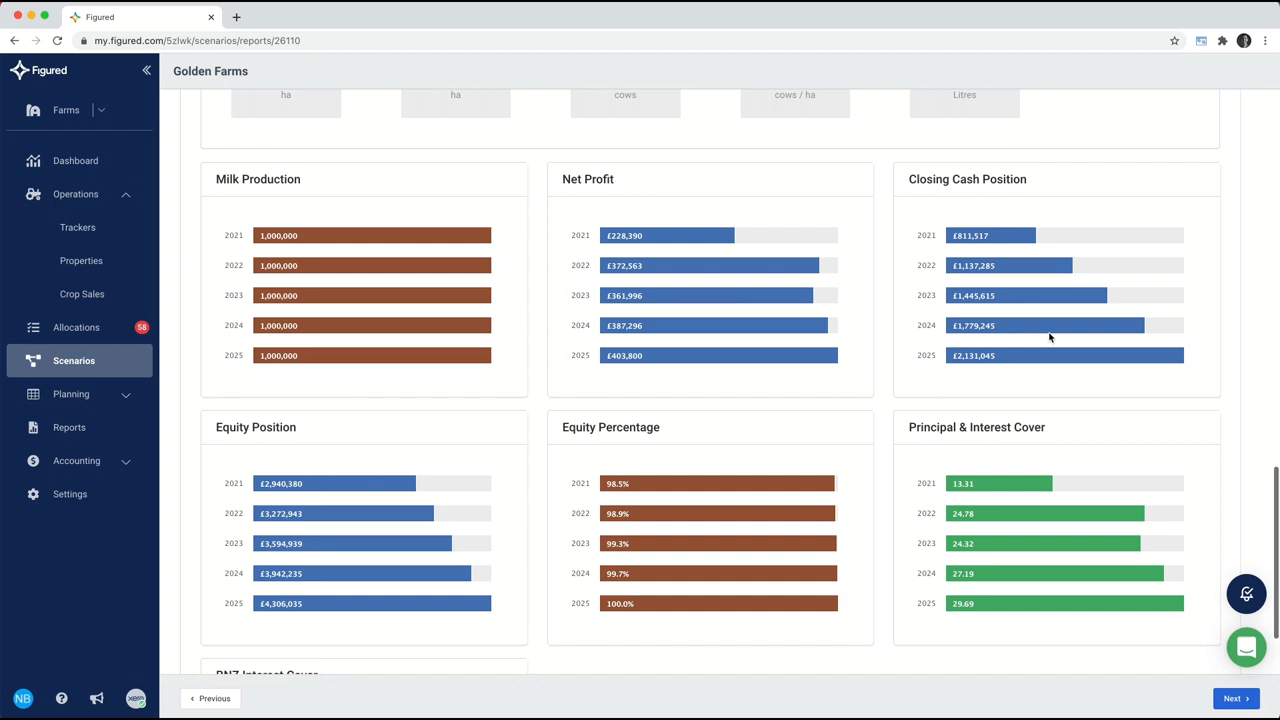 Figured
my.figured.com/5zlwk/scenarios/reports/26110
Figured
Golden Farms
Farms
Dashboard
Operations
Trackers
Properties
Crop Sales
Allocations 58
Scenarios
Planning
Reports
Accounting
Settings
NB
xero
ha ha cows cows / ha Litres
Milk Production
2021 1,000,000
2022 1,000,000
2023 1,000,000
2024 1,000,000
2025 1,000,000
Net Profit
2021 £228,390
2022 £372,563
2023 £361,996
2024 £387,296
2025 £403,800
Closing Cash Position
2021 £811,517
2022 £1,137,285
2023 £1,445,615
2024 £1,779,245
2025 £2,131,045
Equity Position
2021 £2,940,380
2022 £3,272,943
2023 £3,594,939
2024 £3,942,235
2025 £4,306,035
Equity Percentage
2021 98.5%
2022 98.9%
2023 99.3%
2024 99.7%
2025 100.0%
Principal & Interest Cover
2021 13.31
2022 24.78
2023 24.32
2024 27.19
2025 29.69
BNZ Interest Cover
Previous
Next